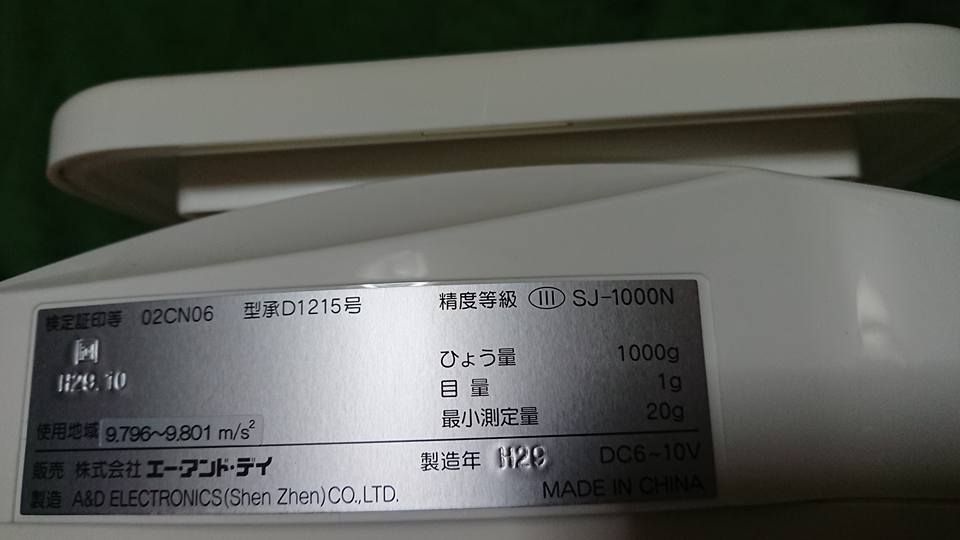 検定証印等 02CN06 型承D1215号
精度等級 Ⅲ SJ-1000N
H29.10
ひょう量 1000g
目量 1g
最小測定量 20g
使用地域 9.796~9.801 m/s²
販売 株式会社 エー・アンド・デイ
製造年 H29 DC6~10V
製造 A&D ELECTRONICS(Shen Zhen)CO.,LTD.
MADE IN CHINA